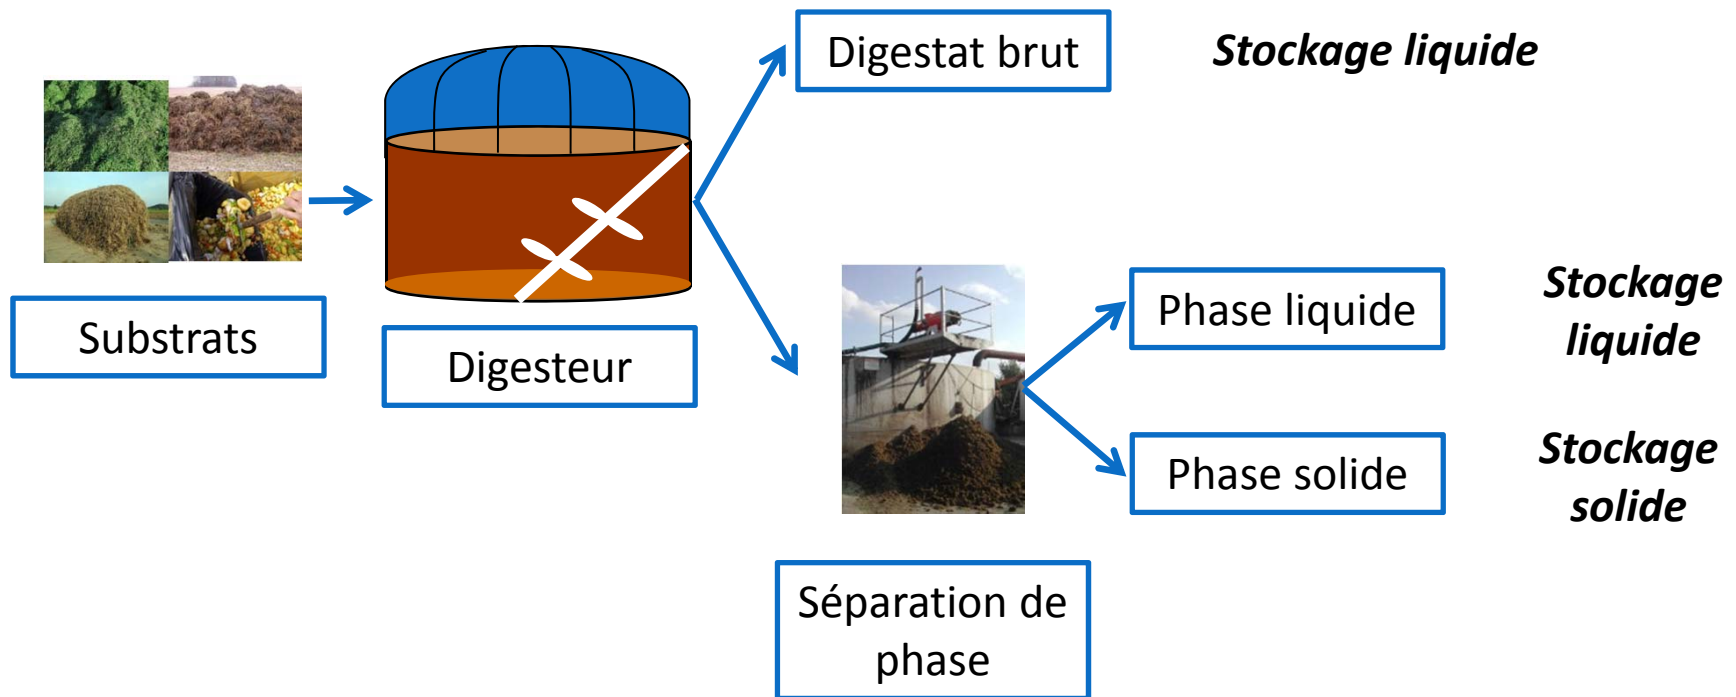 Digestat brut
Stockage liquide
Substrats
Digesteur
Phase liquide
Stockage
liquide
Phase solide
Stockage
solide
Séparation de
phase